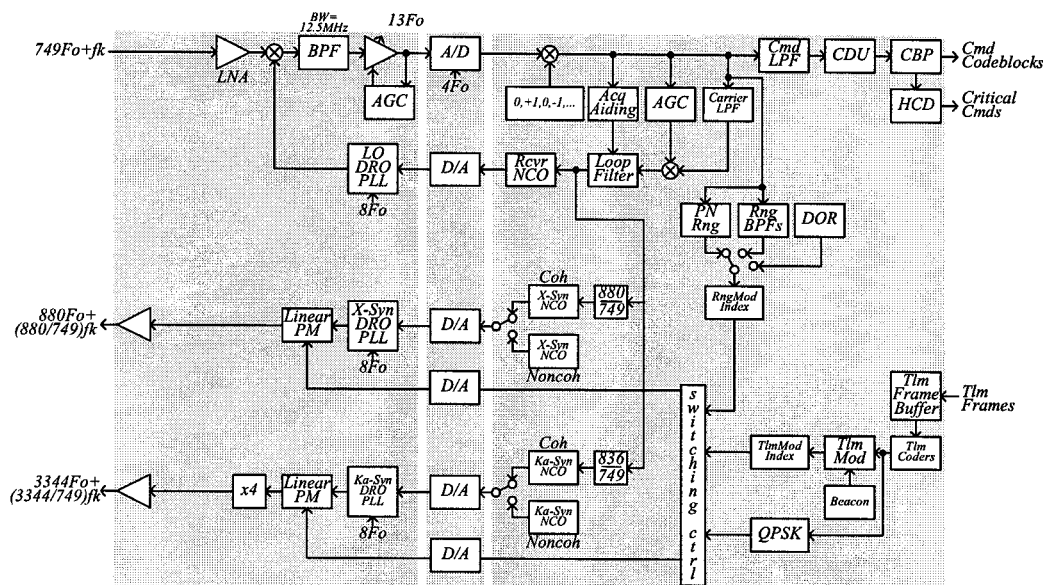 749Fo+fk
LNA
BW=
12.5MHz
BPF
13Fo
AGC
A/D
4Fo
0,+1,0,-1,...
Acq
Aiding
AGC
Carrier
LPF
Cmd
LPF
CDU
CBP
Cmd
Codeblocks
HCD
Critical
Cmds
LO
DRO
PLL
8Fo
D/A
Rcvr
NCO
Loop
Filter
PN
Rng
Rng
BPFs
DOR
RngMod
Index
880Fo+
(880/749)fk
Linear
PM
X-Syn
DRO
PLL
8Fo
D/A
Coh
X-Syn
NCO
880
749
X-Syn
NCO
Noncoh
D/A
switching ctrl
Tlm
Frame
Buffer
Tlm
Frames
Tlm
Coders
Tlm
Mod
TlmMod
Index
Beacon
QPSK
3344Fo+
(3344/749)fk
x4
Linear
PM
Ka-Syn
DRO
PLL
8Fo
D/A
Coh
Ka-Syn
NCO
836
749
Ka-Syn
NCO
Noncoh
D/A